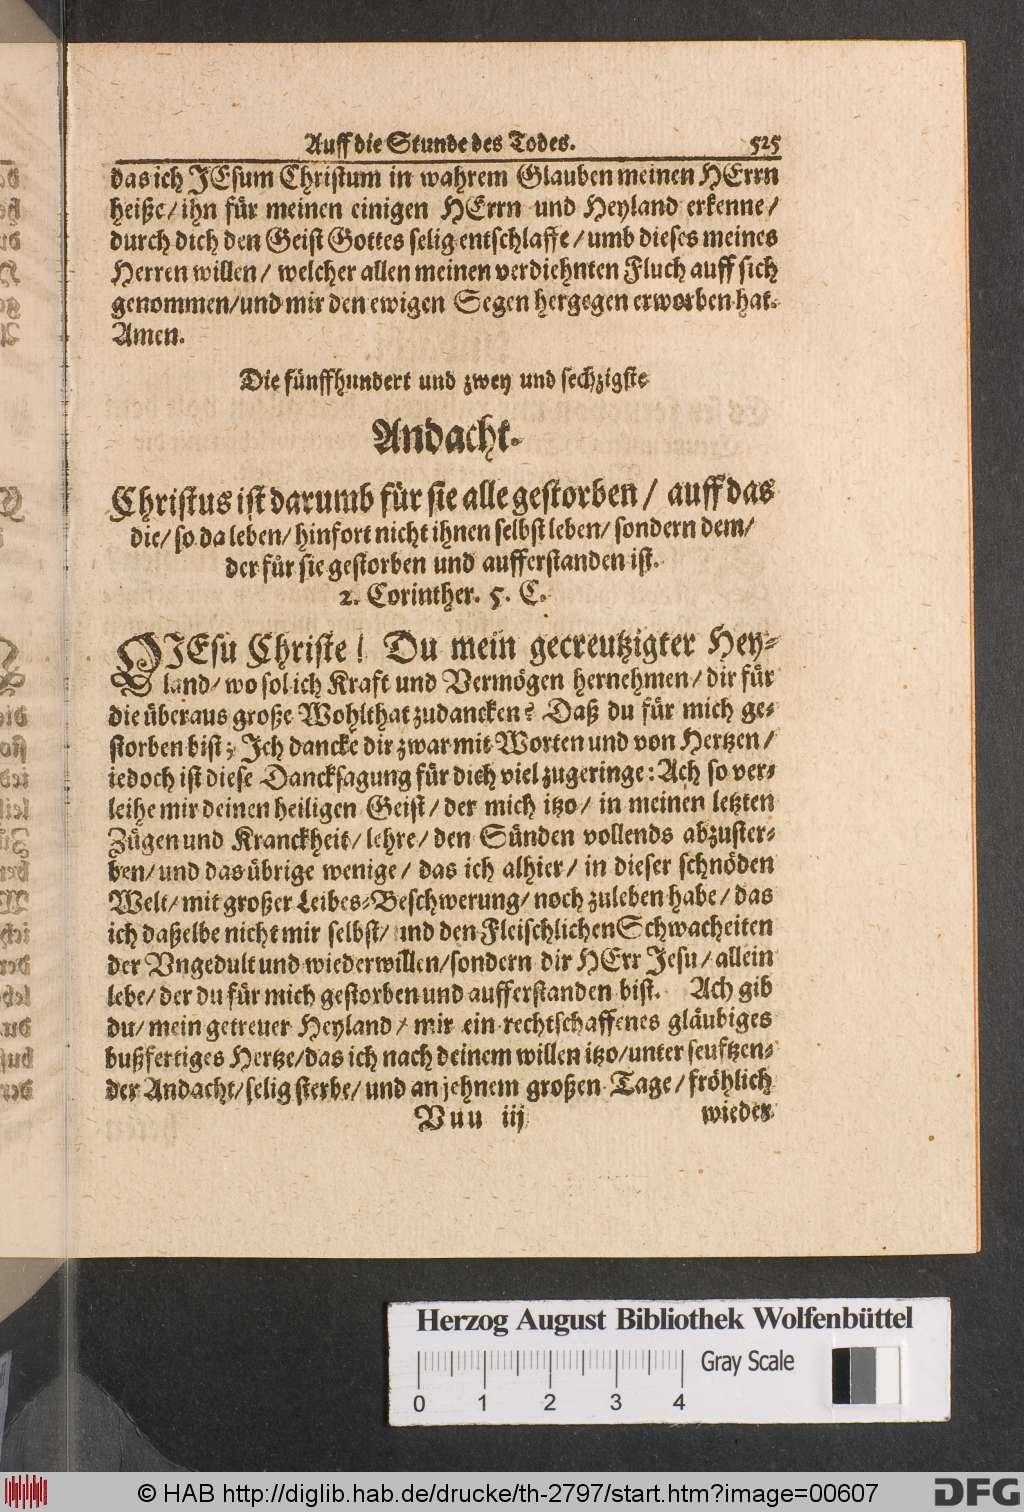 Auff die Stunde des Todes. 525
das ich JEsum Christum in wahrem Glauben meinen HErrn
heiße/ ihn für meinen einigen HErrn und Heyland erkenne/
durch dich den Geist Gottes selig entschlaffe/ umb dieses meines
Herren willen/ welcher allen meinen verdiehnten Fluch auff sich
genommen/ und mir den ewigen Segen hergegen erworben hat.
Amen.
Die fünffhundert und zwey und sechzigste
Andacht.
Christus ist darumb für sie alle gestorben/ auff das
die/ so da leben/ hinfort nicht ihnen selbst leben/ sondern dem/
der für sie gestorben und aufferstanden ist.
2. Corinther. 5. C.
O JEsu Christe! Du mein gecreutzigter Hey-
land/ wo sol ich Kraft und Vermögen hernehmen/ dir für
die überaus große Wohlthat zudancken? Daß du für mich ge-
storben bist; Ich dancke dir zwar mit Worten und von Hertzen/
iedoch ist diese Dancksagung für dich viel zugeringe: Ach so ver-
leihe mir deinen heiligen Geist/ der mich itzo/ in meinen letzten
Zügen und Kranckheit/ lehre/ den Sünden vollends abzuster-
ben/ und das übrige wenige/ das ich alhier/ in dieser schnöden
Welt/ mit großer Leibes-Beschwerung/ noch zuleben habe/ das
ich daßelbe nicht mir selbst/ und den Fleischlichen Schwacheiten
der Vngedult und wiederwillen/ sondern dir HErr Jesu/ allein
lebe/ der du für mich gestorben und aufferstanden bist. Ach gib
du/ mein getreuer Heyland/ mir ein rechtschaffenes gläubiges
bußfertiges Hertze/ das ich nach deinem willen itzo/ unter seuftzen-
der Andacht/ selig sterbe/ und an jehnem großen Tage/ fröhlich
Vuu iij wieder
Herzog August Bibliothek Wolfenbüttel
Gray Scale
0 1 2 3 4
© HAB http://diglib.hab.de/drucke/th-2797/start.htm?image=00607
DFG